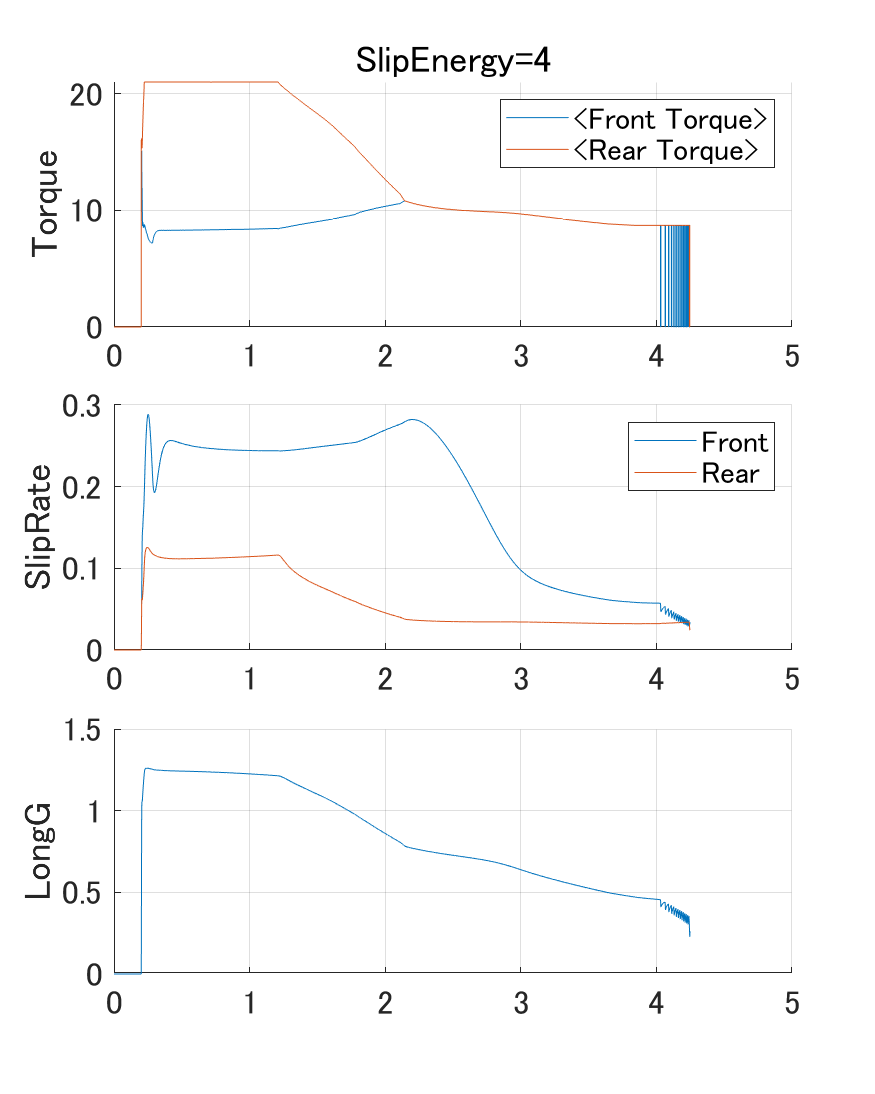 SlipEnergy=4
Torque
20
10
0
<Front Torque>
<Rear Torque>
0 1 2 3 4 5
SlipRate
0.3
0.2
0.1
0
Front
Rear
0 1 2 3 4 5
LongG
1.5
1
0.5
0
0 1 2 3 4 5